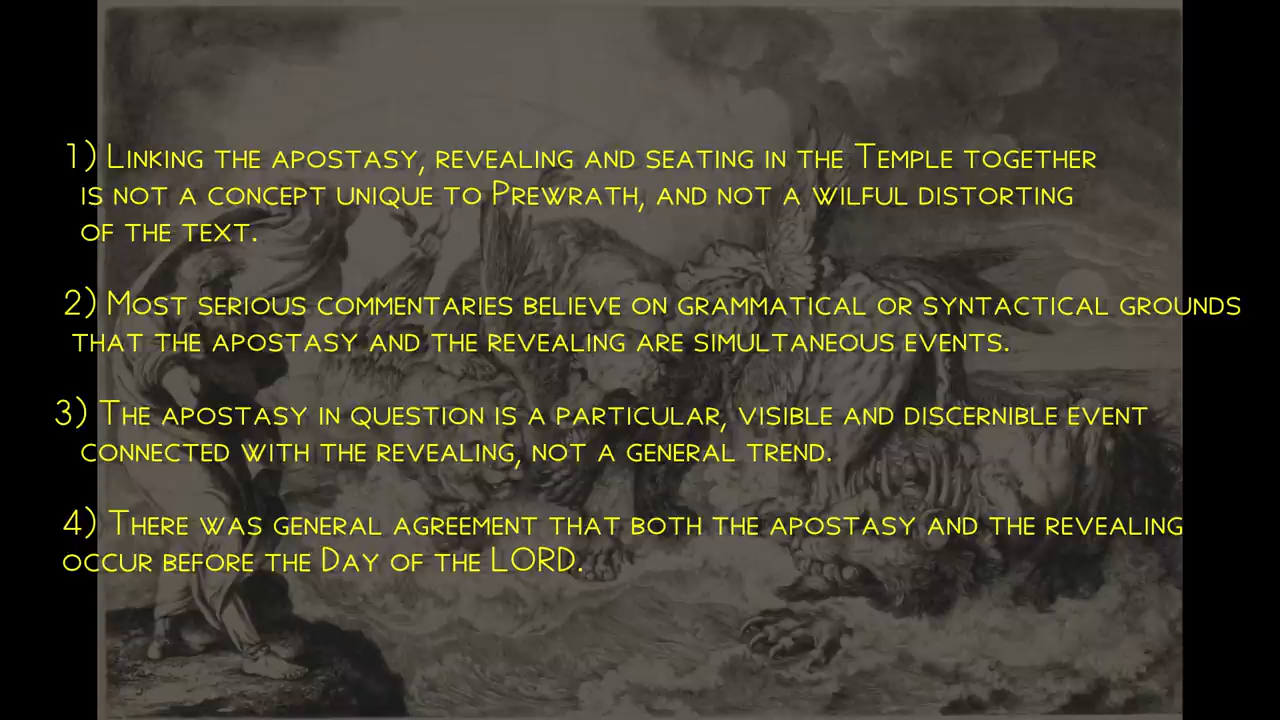 1) Linking the apostasy, revealing and seating in the Temple together
is not a concept unique to Prewrath, and not a wilful distorting
of the text.
2) Most serious commentaries believe on grammatical or syntactical grounds
that the apostasy and the revealing are simultaneous events.
3) The apostasy in question is a particular, visible and discernible event
connected with the revealing, not a general trend.
4) There was general agreement that both the apostasy and the revealing
occur before the Day of the LORD.